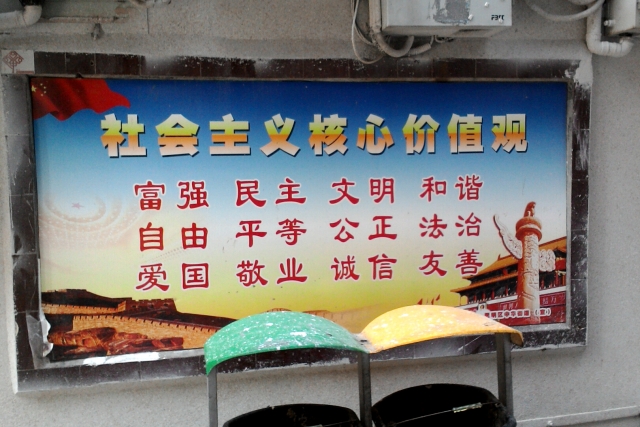 社会主义核心价值观
富强 民主 文明 和谐
自由 平等 公正 法治
爱国 敬业 诚信 友善